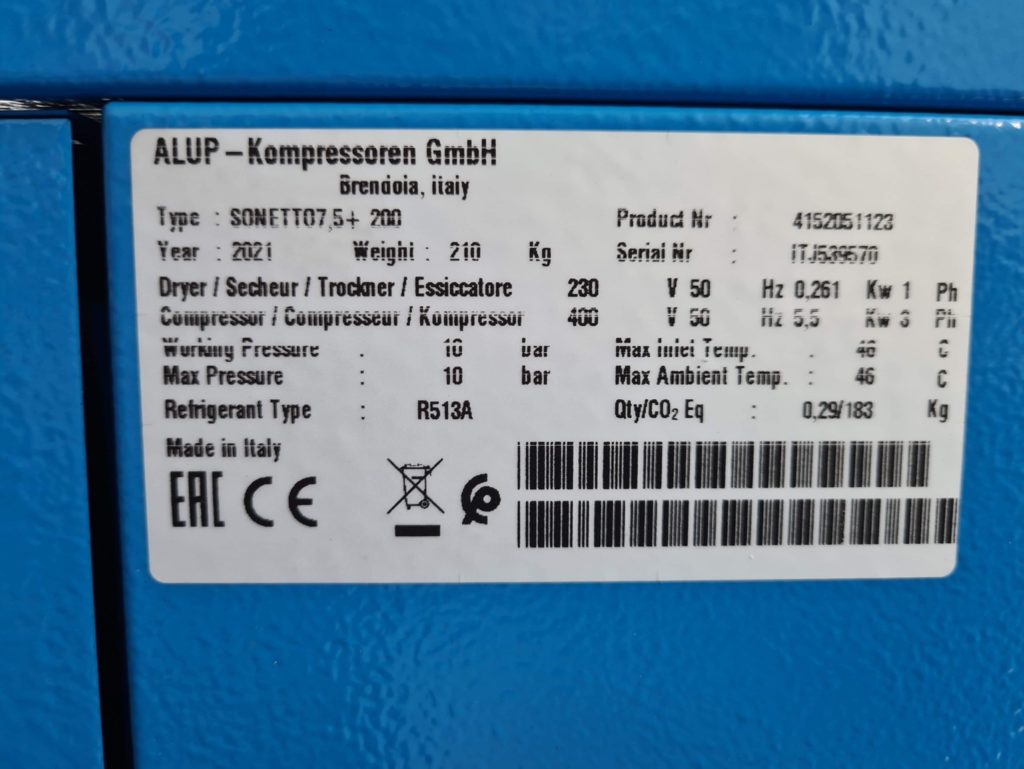 ALUP – Kompressoren GmbH
Brendola, Italy
Type : SONETTO7,5+ 200 Product Nr : 4152051123
Year : 2021 Weight : 210 Kg Serial Nr : ITJ539570
Dryer / Secheur / Trockner / Essiccatore 230 V 50 Hz 0,261 Kw 1 Ph
Compressor / Compresseur / Kompressor 400 V 50 Hz 5,5 Kw 3 Ph
Working Pressure : 10 bar Max Inlet Temp. : 46 C
Max Pressure : 10 bar Max Ambient Temp. : 46 C
Refrigerant Type : R513A Qty/CO₂ Eq : 0,29/183 Kg
Made in Italy
EAC CE